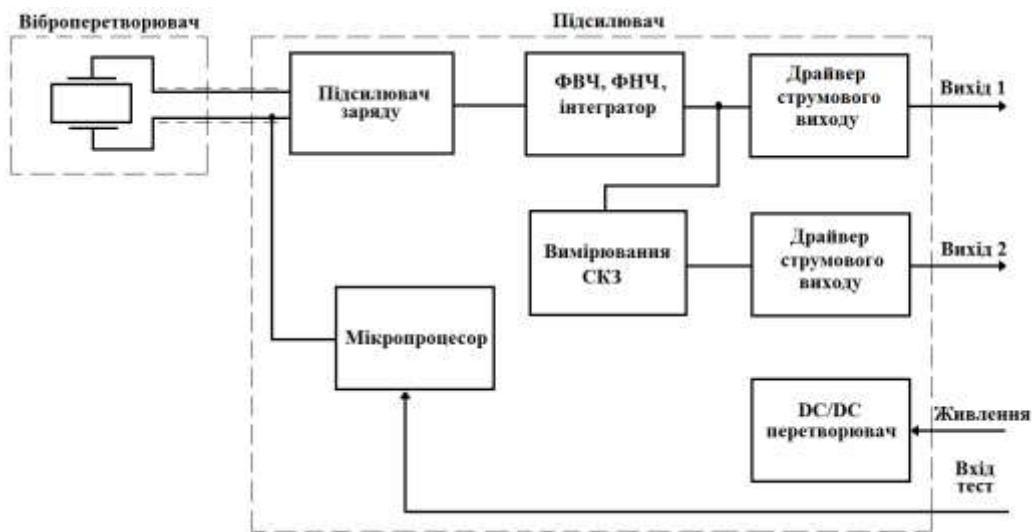 Віброперетворювач
Підсилювач
Підсилювач
заряду
ФВЧ, ФНЧ,
інтегратор
Драйвер
струмового
виходу
Вихід 1
Вимірювання
СКЗ
Драйвер
струмового
виходу
Вихід 2
Мікропроцесор
DC/DC
перетворювач
Живлення
Вхід
тест